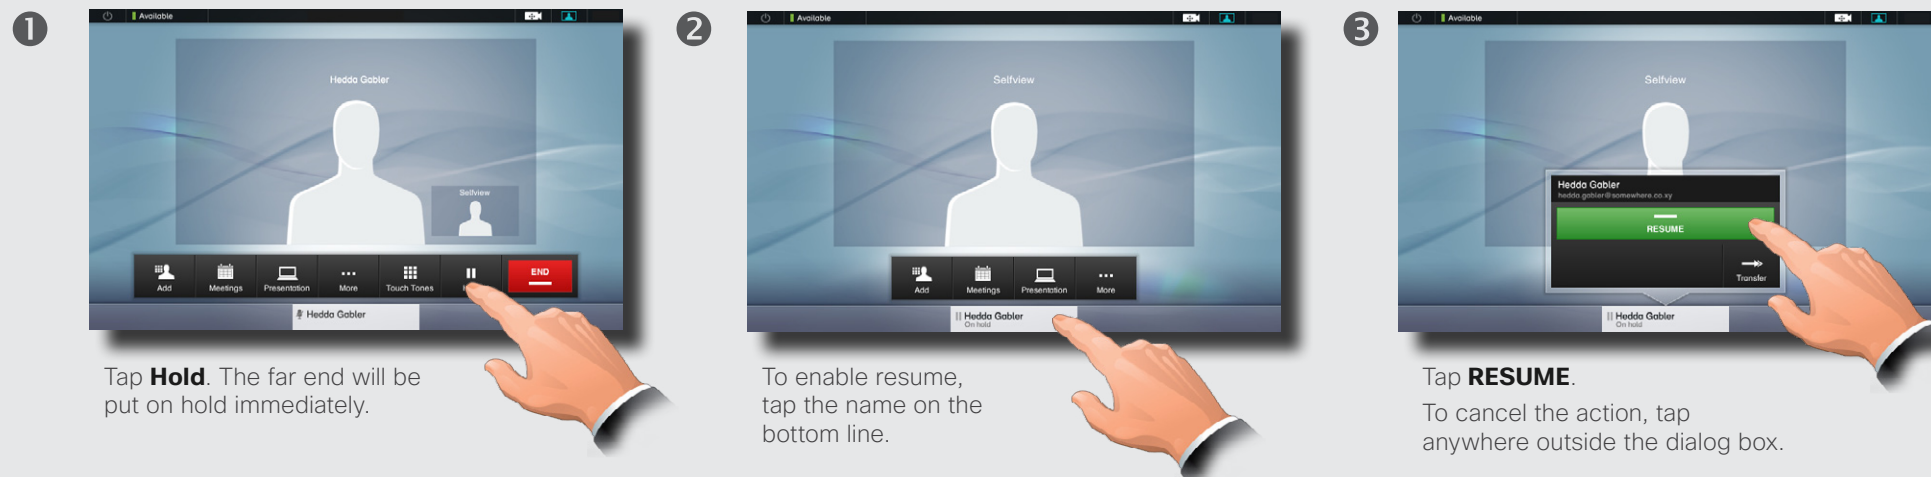 1
Available
Hedda Gabler
Selfview
Add Meetings Presentation More Touch Tones END
Hedda Gabler
Tap Hold. The far end will be
put on hold immediately.
2
Available
Selfview
Add Meetings Presentation More
Hedda Gabler
On hold
To enable resume,
tap the name on the
bottom line.
3
Available
Selfview
Hedda Gabler
hedda.gabler@somewhere.co.xy
RESUME
Transfer
Hedda Gabler
On hold
Tap RESUME.
To cancel the action, tap
anywhere outside the dialog box.